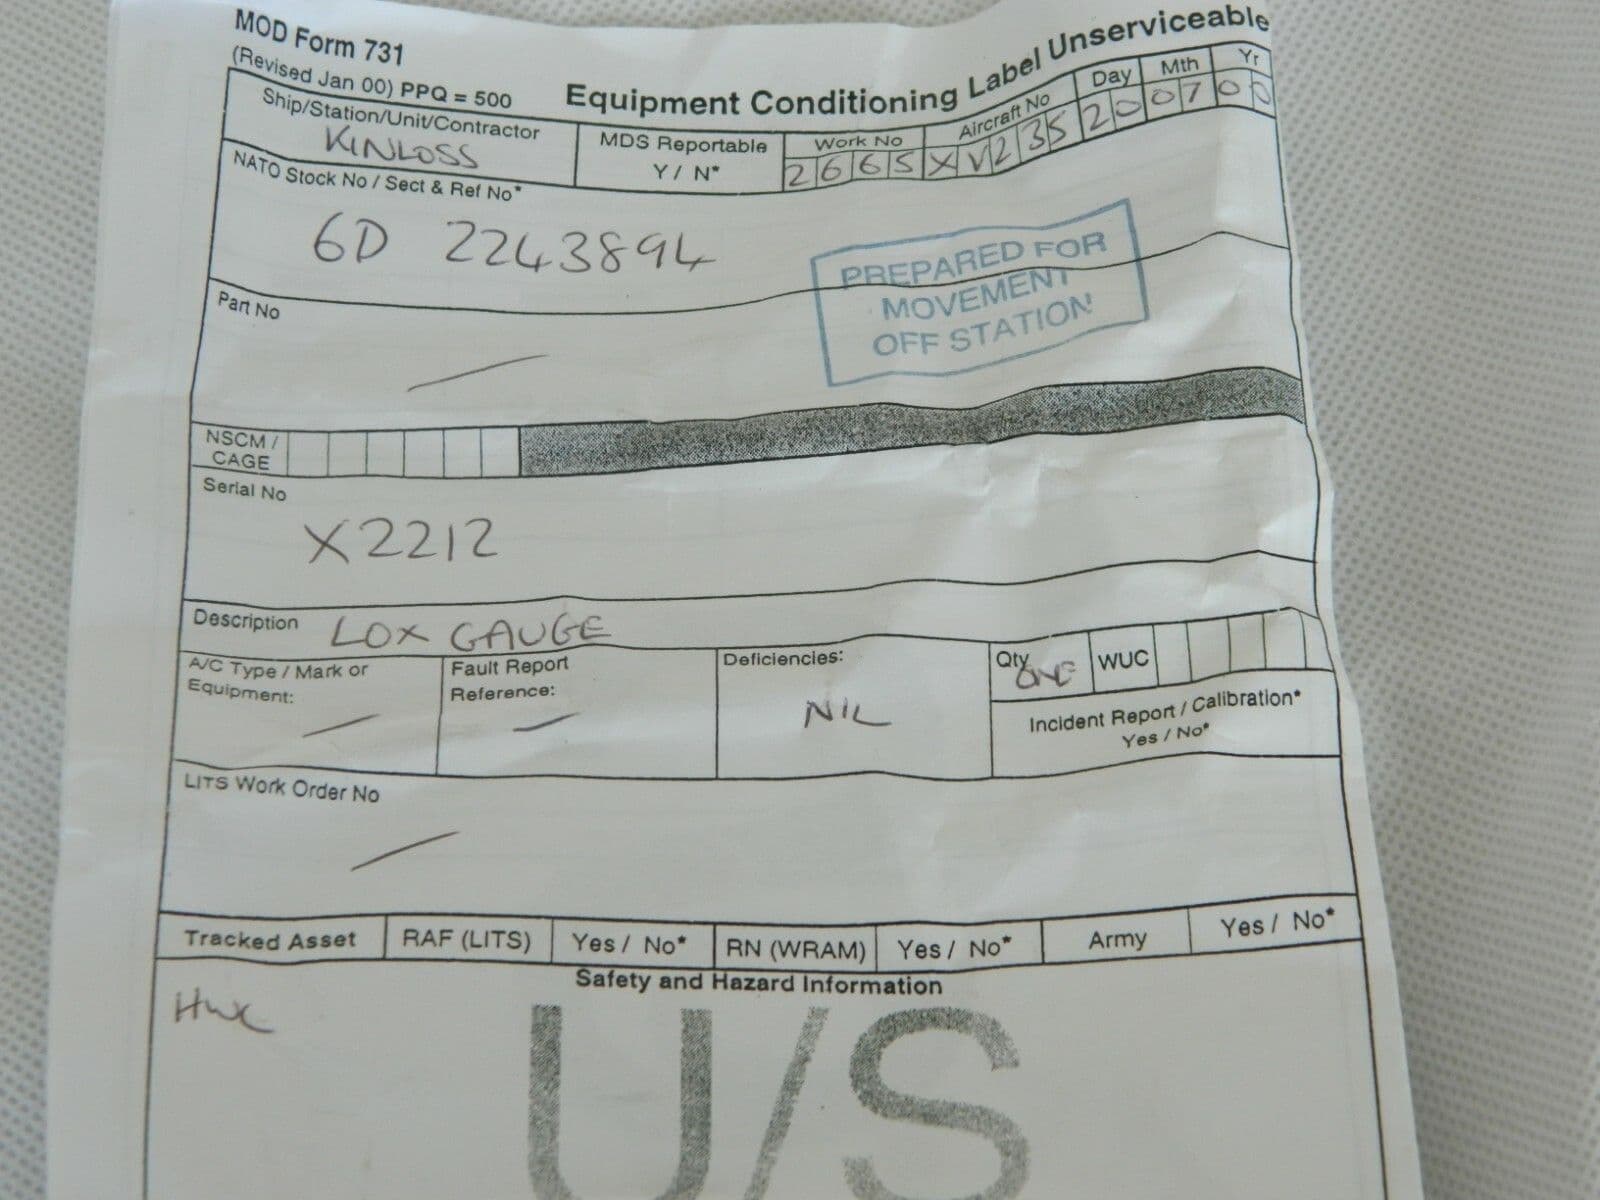 MOD Form 731
(Revised Jan 00) PPQ = 500
Equipment Conditioning Label Unserviceable
Ship/Station/Unit/Contractor
KINLOSS
MDS Reportable
Y / N*
Work No
2665
Aircraft No
XV235
Day Mth Yr
20 07 00
NATO Stock No / Sect & Ref No*
6D 2243894
PREPARED FOR
MOVEMENT
OFF STATION
Part No
NSCM /
CAGE
Serial No
X2212
Description LOX GAUGE
A/C Type / Mark or
Equipment:
Fault Report
Reference:
Deficiencies:
NIL
Qty ONE
WUC
Incident Report / Calibration*
Yes / No*
LITS Work Order No
Tracked Asset RAF (LITS) Yes / No* RN (WRAM) Yes / No* Army Yes / No*
Safety and Hazard Information
U/S